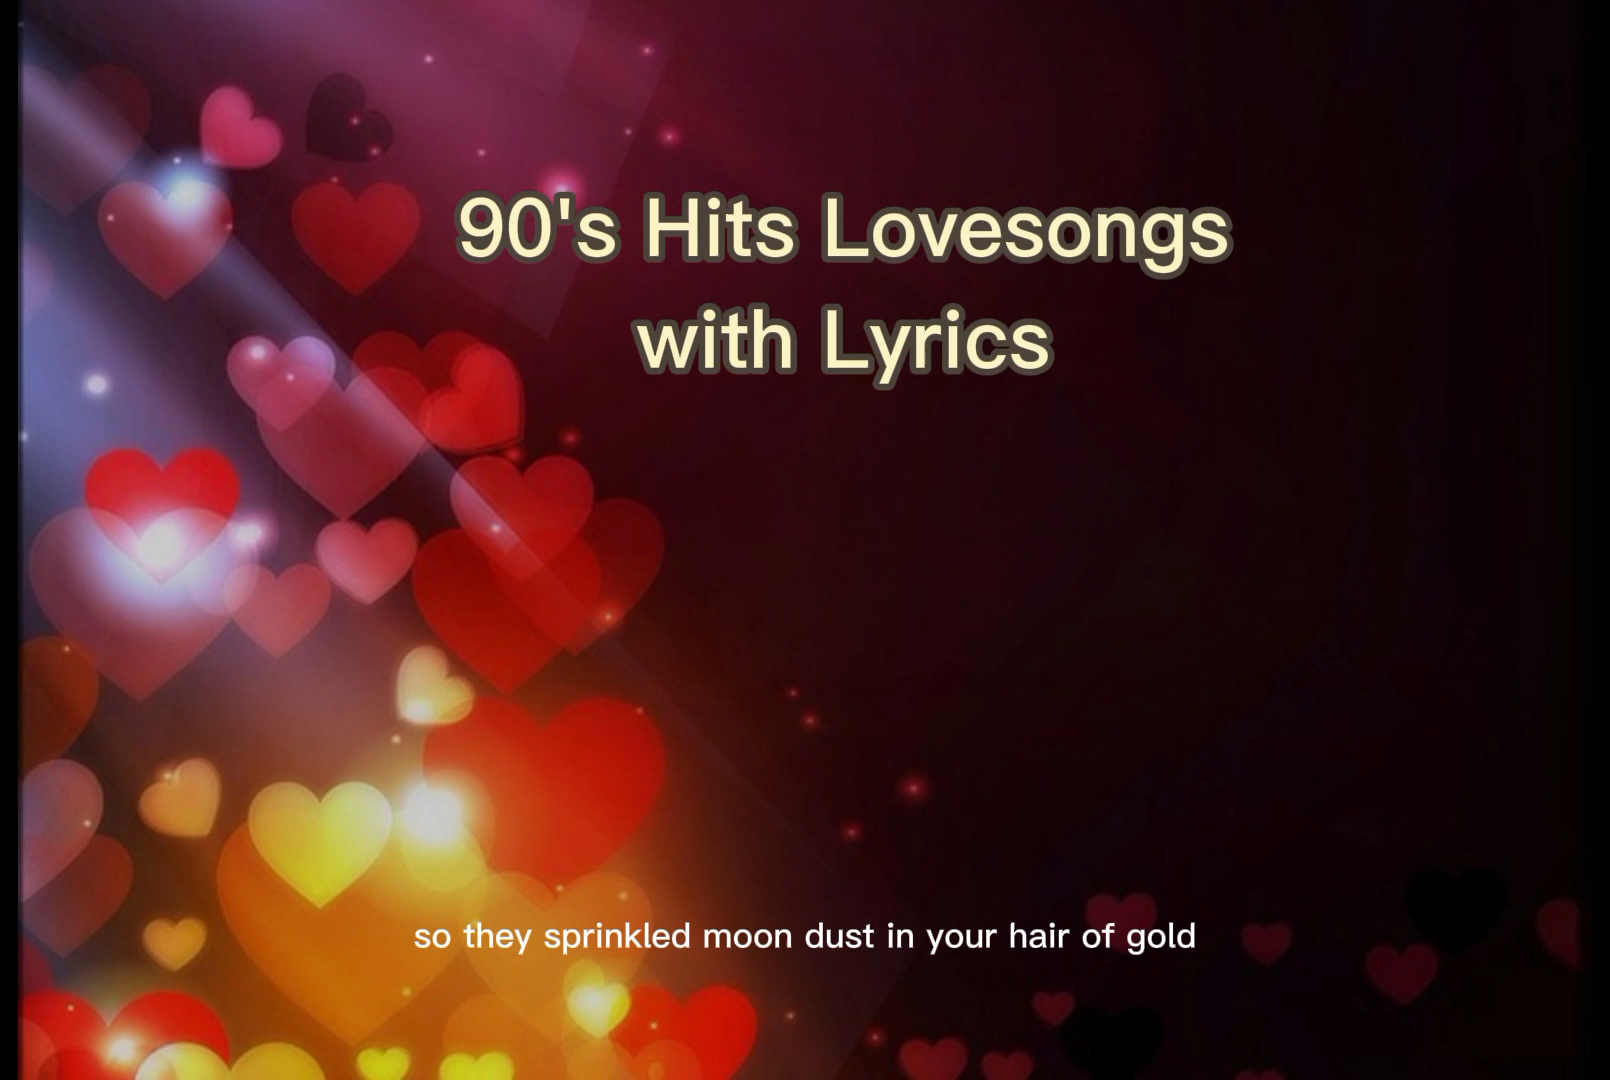 90's Hits Lovesongs
with Lyrics
so they sprinkled moon dust in your hair of gold